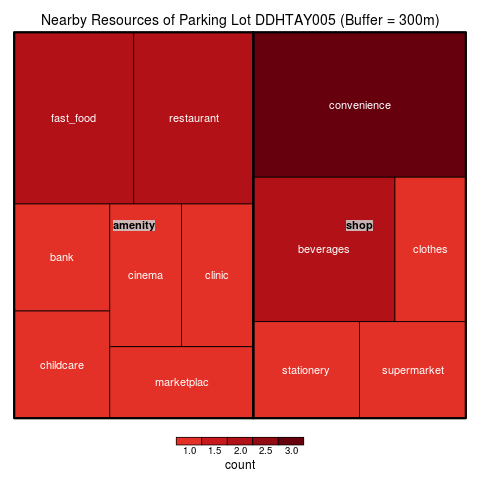 Nearby Resources of Parking Lot DDHTAY005 (Buffer = 300m)
fast_food
restaurant
convenience
amenity
shop
bank
cinema
clinic
beverages
clothes
childcare
marketplac
stationery
supermarket
1.0 1.5 2.0 2.5 3.0
count